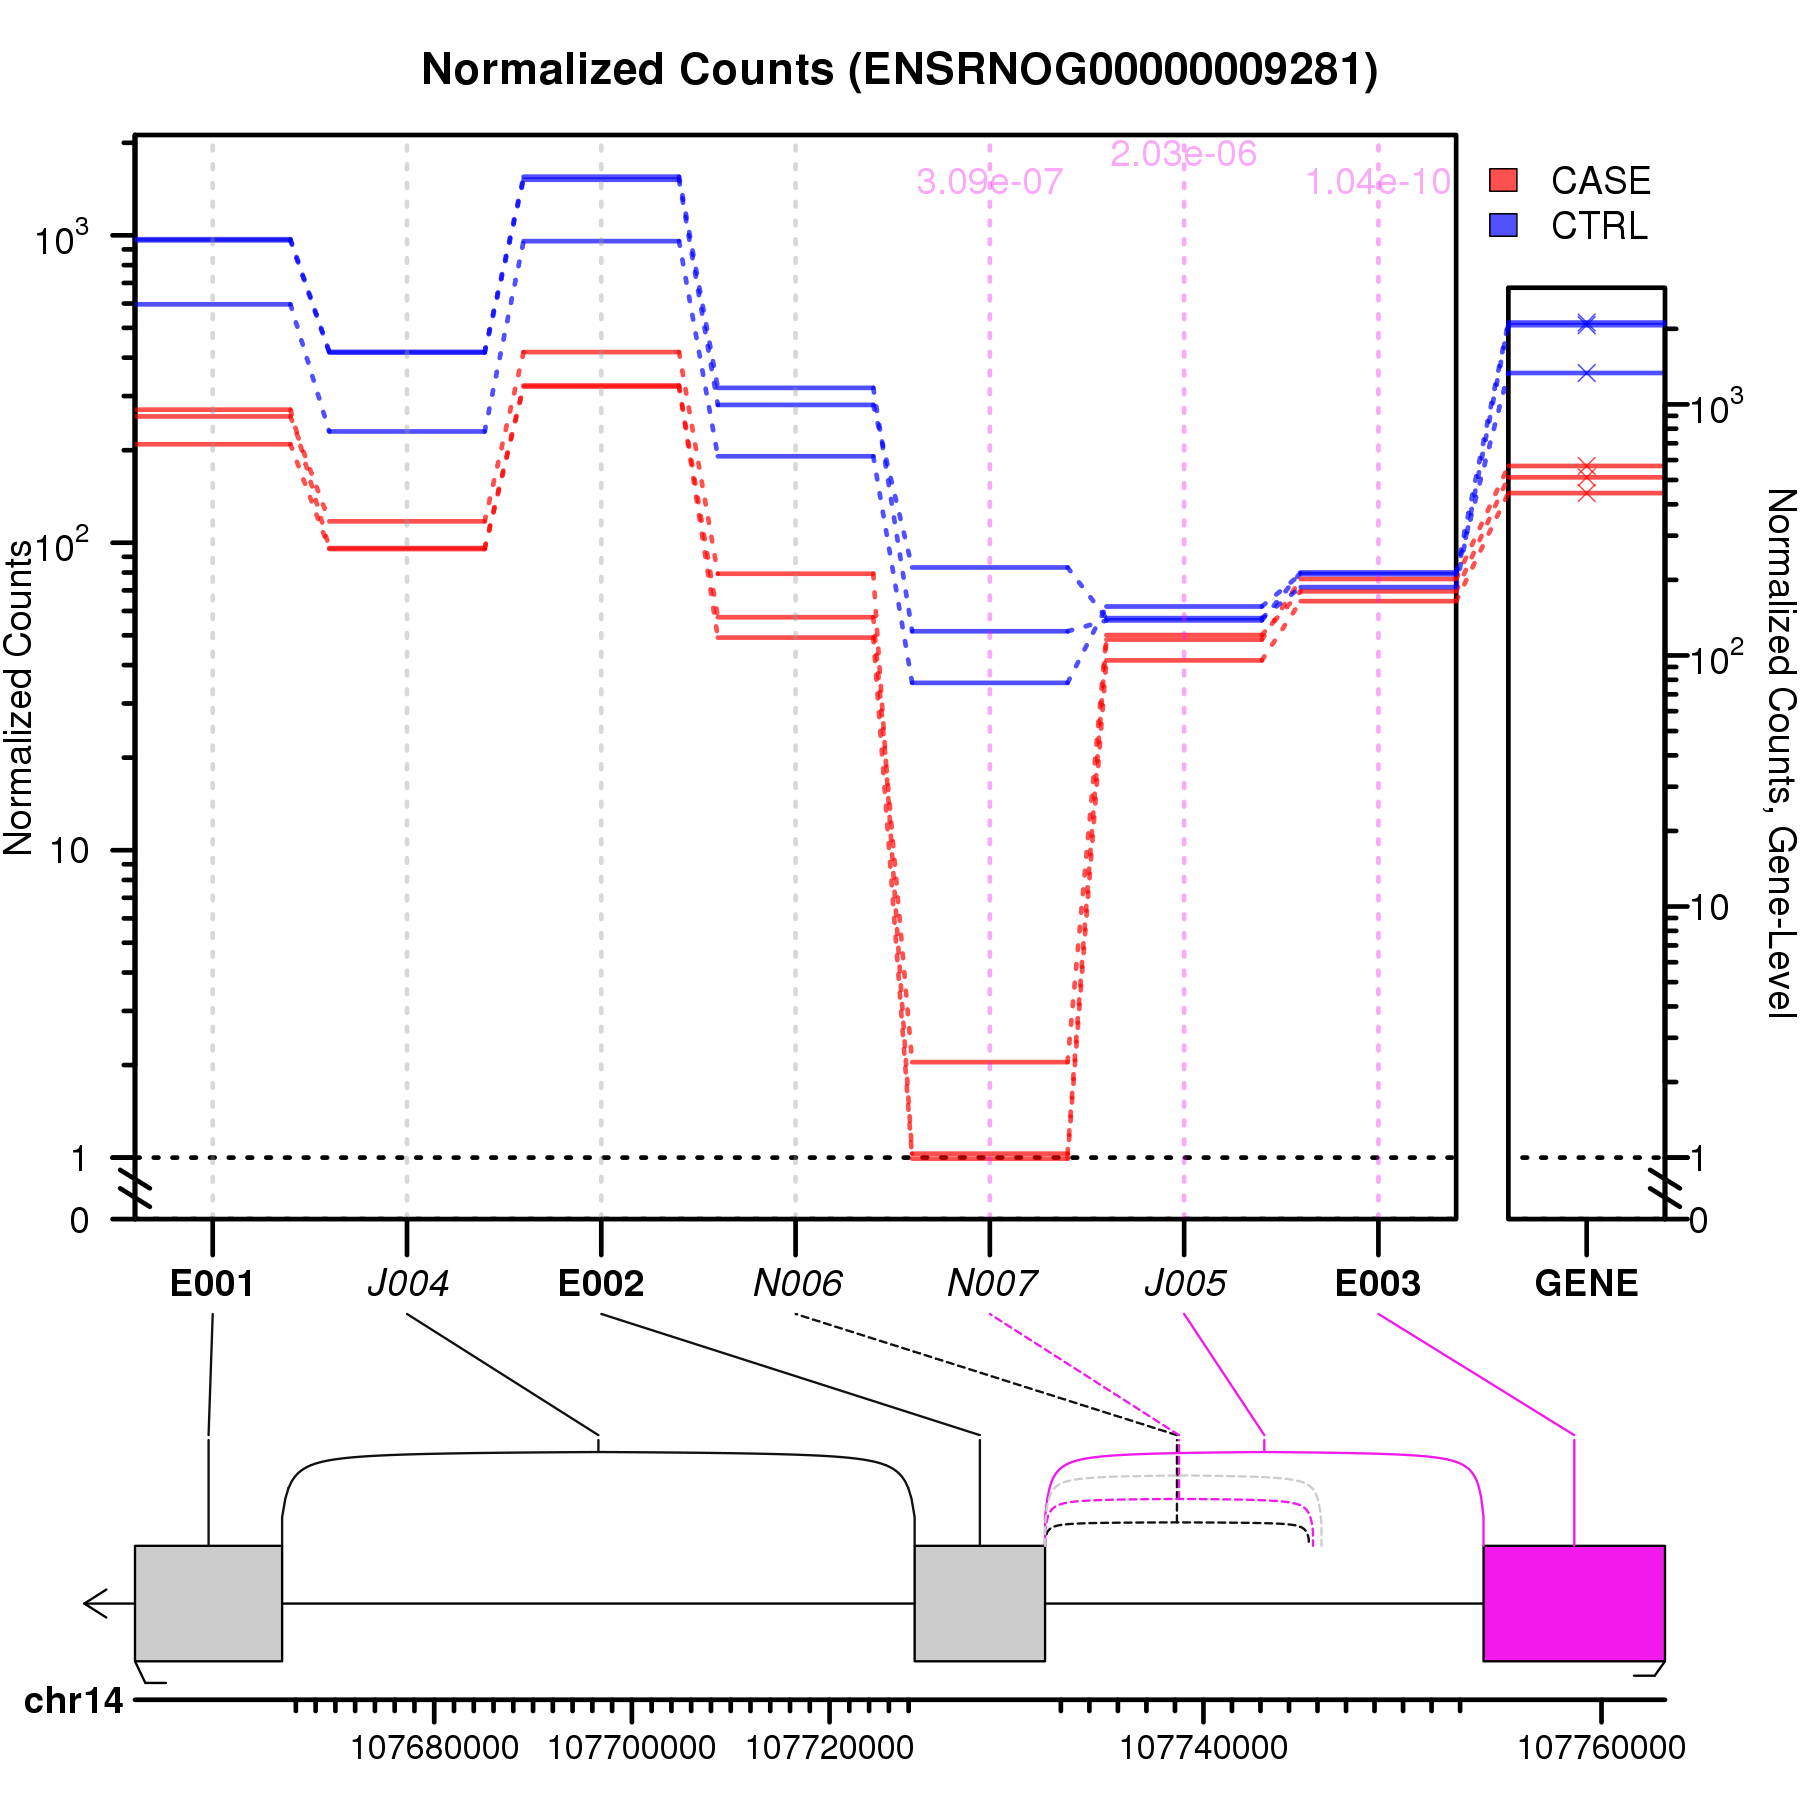 Normalized Counts (ENSRNOG00000009281)
3.09e-07
2.03e-06
1.04e-10
CASE
CTRL
10³
10²
10
1
0
Normalized Counts
10³
10²
10
1
0
Normalized Counts, Gene-Level
E001 J004 E002 N006 N007 J005 E003 GENE
chr14
107680000 107700000 107720000 107740000 107760000